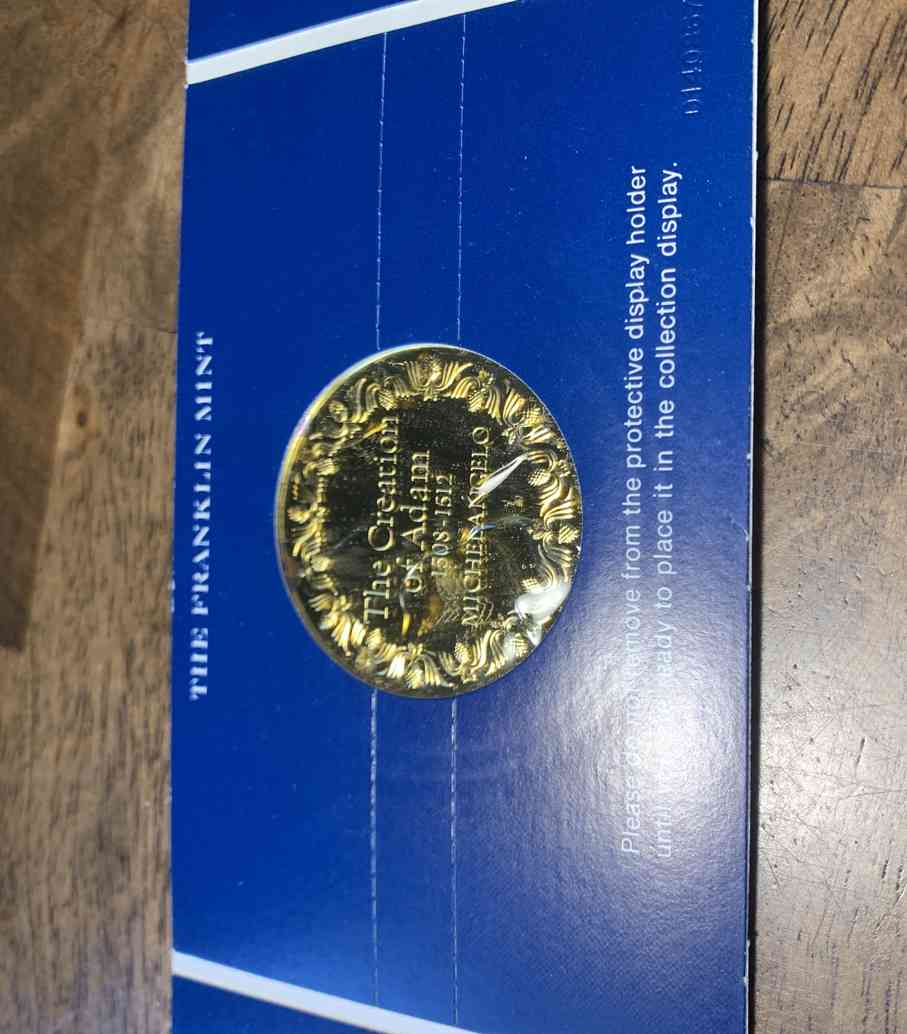 THE FRANKLIN MINT
The Creation
of Adam
1508-1512
MICHELANGELO
Please do not remove from the protective display holder
until ready to place it in the collection display.